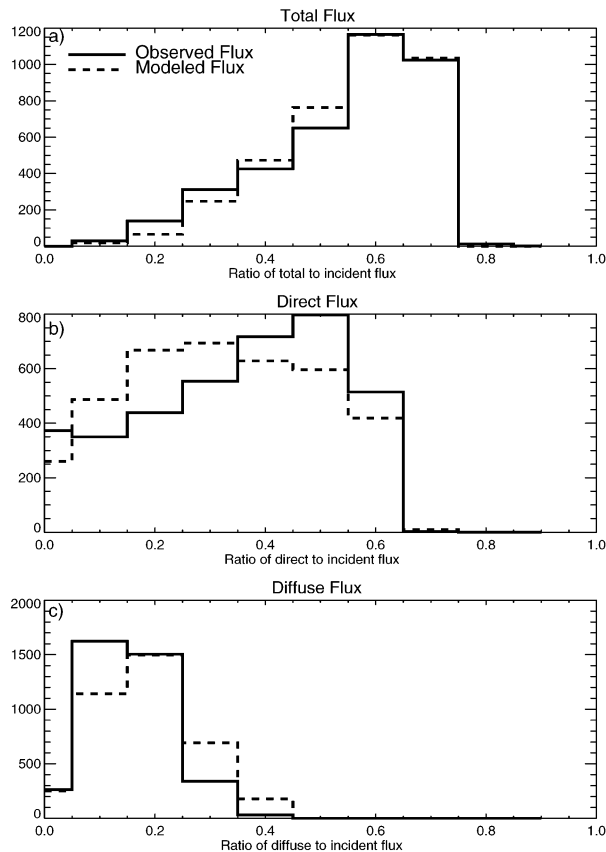 Total Flux
a)
Observed Flux
Modeled Flux
1200
1000
800
600
400
200
0
0.0 0.2 0.4 0.6 0.8 1.0
Ratio of total to incident flux
Direct Flux
b)
800
600
400
200
0
0.0 0.2 0.4 0.6 0.8 1.0
Ratio of direct to incident flux
Diffuse Flux
c)
2000
1500
1000
500
0
0.0 0.2 0.4 0.6 0.8 1.0
Ratio of diffuse to incident flux